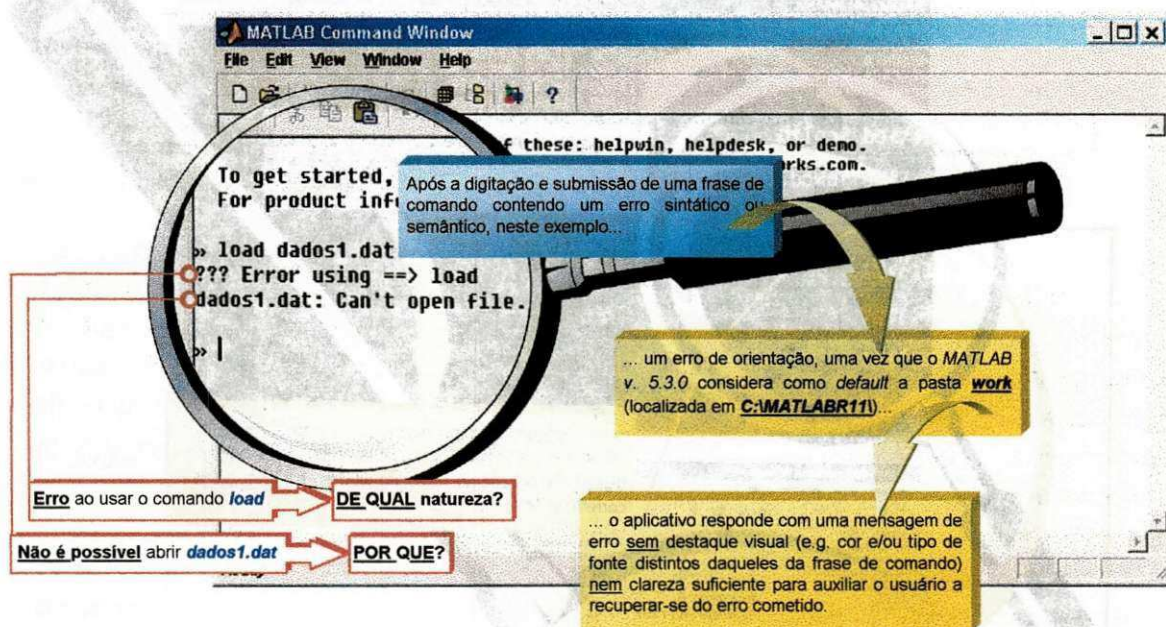 MATLAB Command Window
File Edit View Window Help
f these: helpwin, helpdesk, or demo.
To get started,
rks.com.
For product inf
Após a digitação e submissão de uma frase de
comando contendo um erro sintático ou
semântico, neste exemplo...
» load dados1.dat
??? Error using ==> load
dados1.dat: Can't open file.
» |
... um erro de orientação, uma vez que o MATLAB
v. 5.3.0 considera como default a pasta work
(localizada em C:\MATLABR11\)...
Erro ao usar o comando load
DE QUAL natureza?
Não é possível abrir dados1.dat
POR QUE?
... o aplicativo responde com uma mensagem de
erro sem destaque visual (e.g. cor e/ou tipo de
fonte distintos daqueles da frase de comando)
nem clareza suficiente para auxiliar o usuário a
recuperar-se do erro cometido.